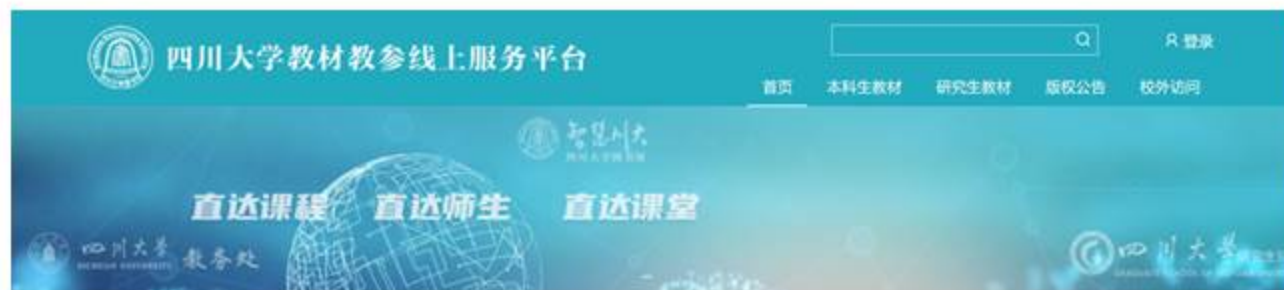 四川大学教材教参线上服务平台
登录
首页 本科生教材 研究生教材 版权公告 校外访问
智慧川大
直达课程 直达师生 直达课堂
四川大学 教务处
四川大学